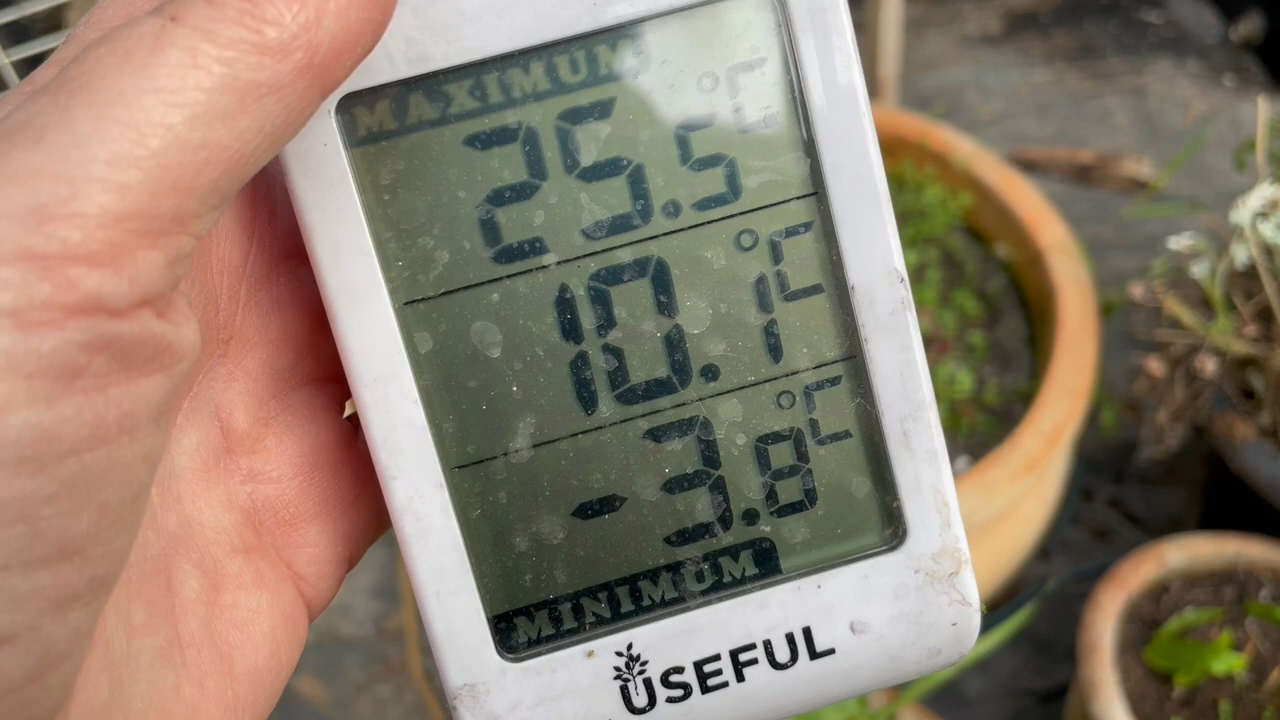 MAXIMUM
25.5 °C
10.1 °C
-3.8 °C
MINIMUM
USEFUL